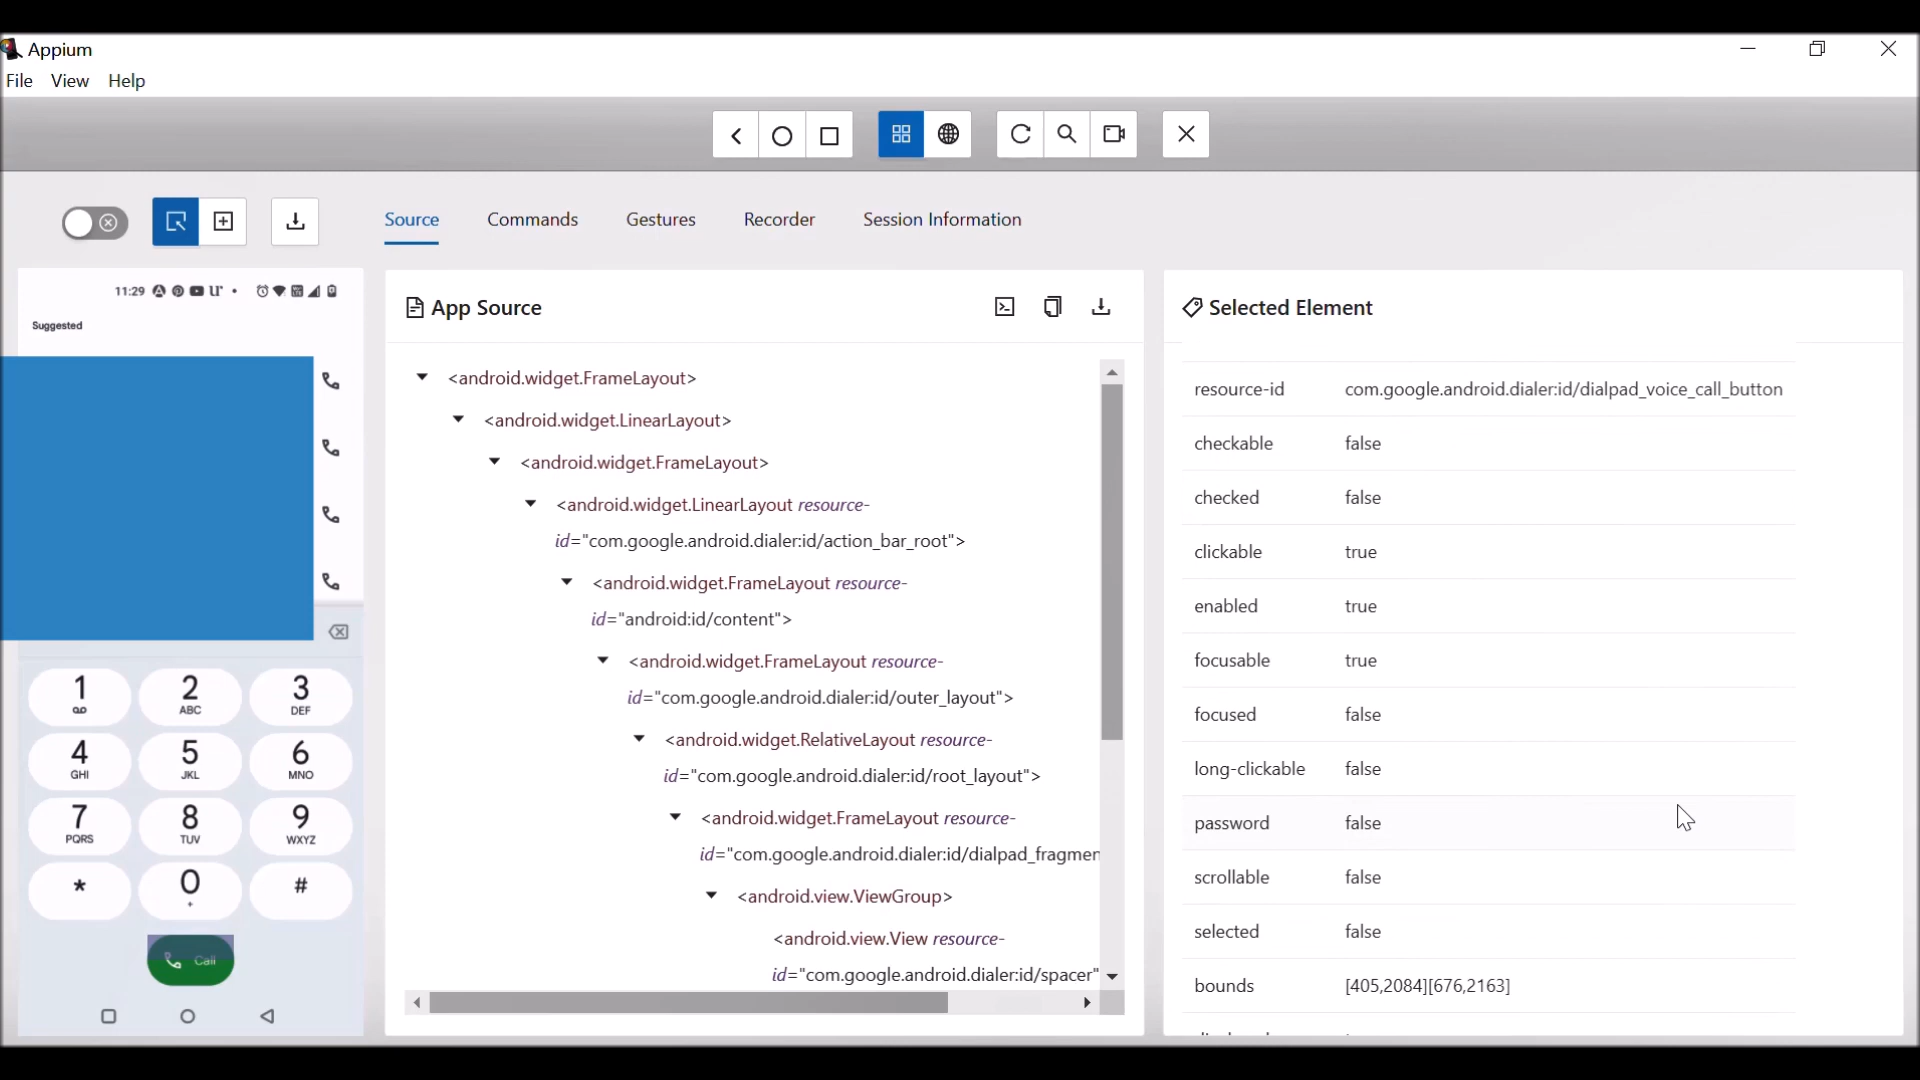 Appium
File View Help
Source Commands Gestures Recorder Session Information
11:29
Suggested
1
2
ABC
3
DEF
4
GHI
5
JKL
6
MNO
7
PQRS
8
TUV
9
WXYZ
*
0
+
#
Call
App Source
<android.widget.FrameLayout>
<android.widget.LinearLayout>
<android.widget.FrameLayout>
<android.widget.LinearLayout resource-
id="com.google.android.dialer:id/action_bar_root">
<android.widget.FrameLayout resource-
id="android:id/content">
<android.widget.FrameLayout resource-
id="com.google.android.dialer:id/outer_layout">
<android.widget.RelativeLayout resource-
id="com.google.android.dialer:id/root_layout">
<android.widget.FrameLayout resource-
id="com.google.android.dialer:id/dialpad_fragmen
<android.view.ViewGroup>
<android.view.View resource-
id="com.google.android.dialer:id/spacer"
Selected Element
resource-id com.google.android.dialer:id/dialpad_voice_call_button
checkable false
checked false
clickable true
enabled true
focusable true
focused false
long-clickable false
password false
scrollable false
selected false
bounds [405,2084][676,2163]